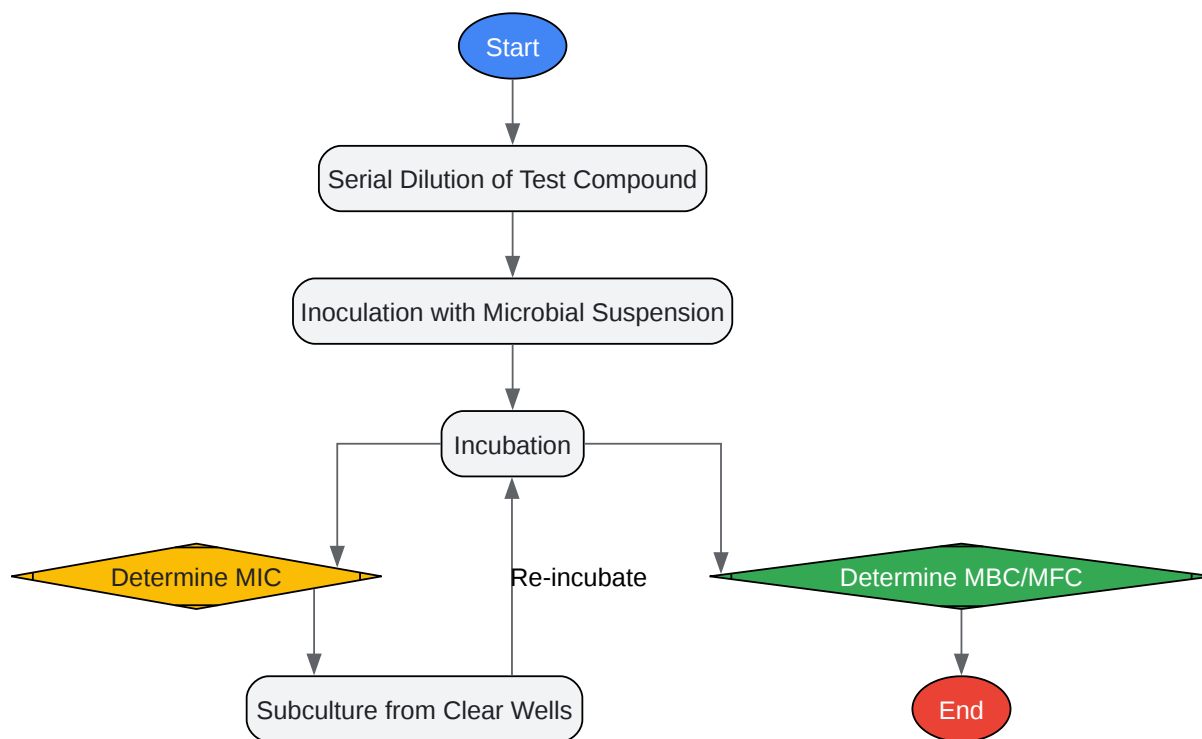 Start
Serial Dilution of Test Compound
Inoculation with Microbial Suspension
Incubation
Determine MIC
Re-incubate
Determine MBC/MFC
Subculture from Clear Wells
End